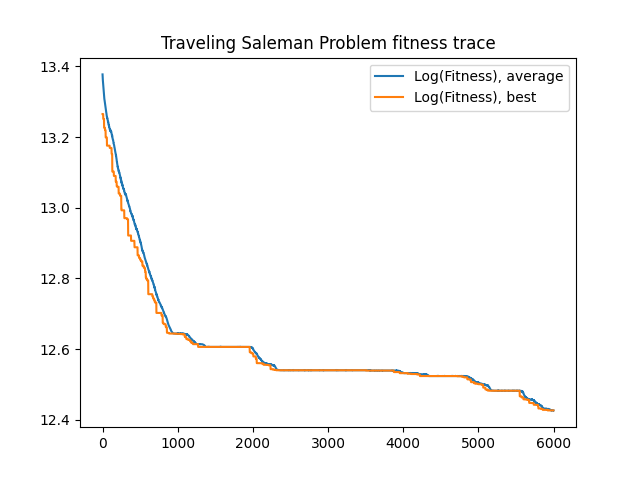 Traveling Saleman Problem fitness trace
Log(Fitness), average
Log(Fitness), best
13.4
13.2
13.0
12.8
12.6
12.4
0 1000 2000 3000 4000 5000 6000